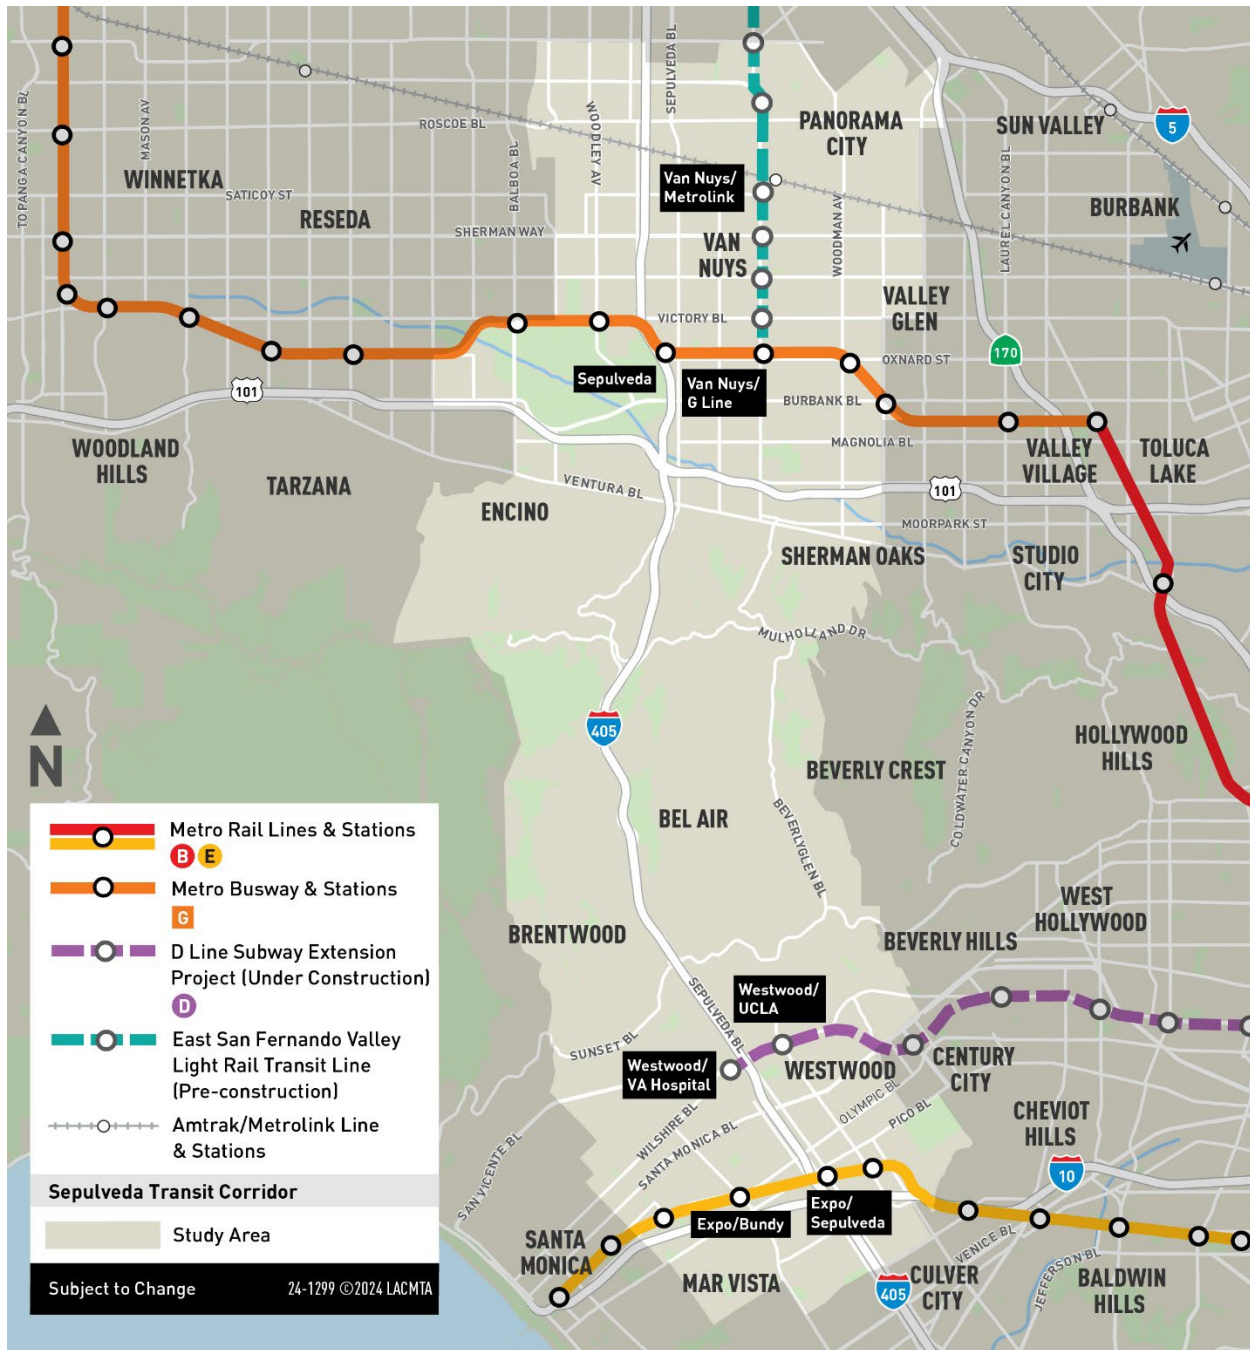 TOPANGA CANYON BL
MASON AV
WINNETKA
SATICOY ST
RESEDA
ROSCOE BL
BALBOA BL
SHERMAN WAY
WOODLEY AV
SEPULVEDA BL
PANORAMA
CITY
Van Nuys/
Metrolink
VAN
NUYS
WOODMAN AV
SUN VALLEY
5
LAUREL CANYON BL
BURBANK
VALLEY
GLEN
VICTORY BL
OXNARD ST
170
Sepulveda
Van Nuys/
G Line
BURBANK BL
MAGNOLIA BL
101
WOODLAND
HILLS
TARZANA
ENCINO
VENTURA BL
101
VALLEY
VILLAGE
TOLUCA
LAKE
MOORPARK ST
SHERMAN OAKS
STUDIO
CITY
MULHOLLAND DR
405
COLDWATER CANYON DR
HOLLYWOOD
HILLS
BEVERLY CREST
BEL AIR
BEVERLYGLEN BL
WEST
HOLLYWOOD
BRENTWOOD
BEVERLY HILLS
SEPULVEDA BL
Westwood/
UCLA
SUNSET BL
Westwood/
VA Hospital
WESTWOOD
CENTURY
CITY
OLYMPIC BL
PICO BL
CHEVIOT
HILLS
10
WILSHIRE BL
SANTA MONICA BL
SAN VICENTE BL
Expo/Bundy
Expo/
Sepulveda
SANTA
MONICA
MAR VISTA
405
CULVER
CITY
VENICE BL
JEFFERSON BL
BALDWIN
HILLS
N
Metro Rail Lines & Stations
B E
Metro Busway & Stations
G
D Line Subway Extension
Project (Under Construction)
D
East San Fernando Valley
Light Rail Transit Line
(Pre-construction)
Amtrak/Metrolink Line
& Stations
Sepulveda Transit Corridor
Study Area
Subject to Change 24-1299 ©2024 LACMTA